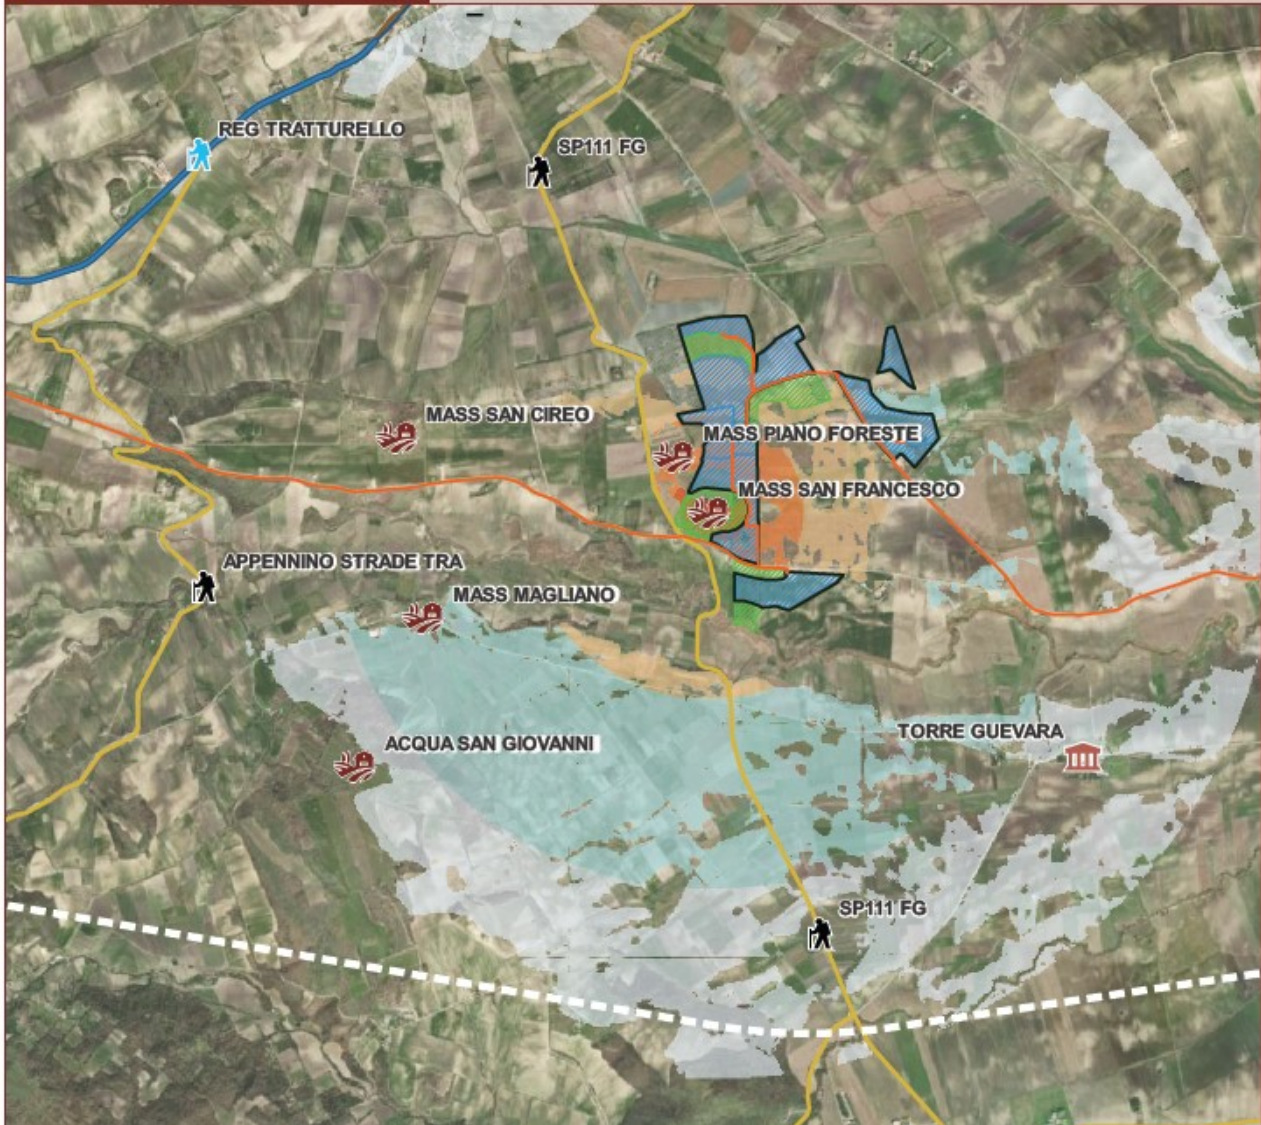 REG TRATTURELLO
SP111 FG
MASS SAN CIREO
MASS PIANO FORESTE
MASS SAN FRANCESCO
APPENNINO STRADE TRA
MASS MAGLIANO
TORRE GUEVARA
ACQUA SAN GIOVANNI
SP111 FG